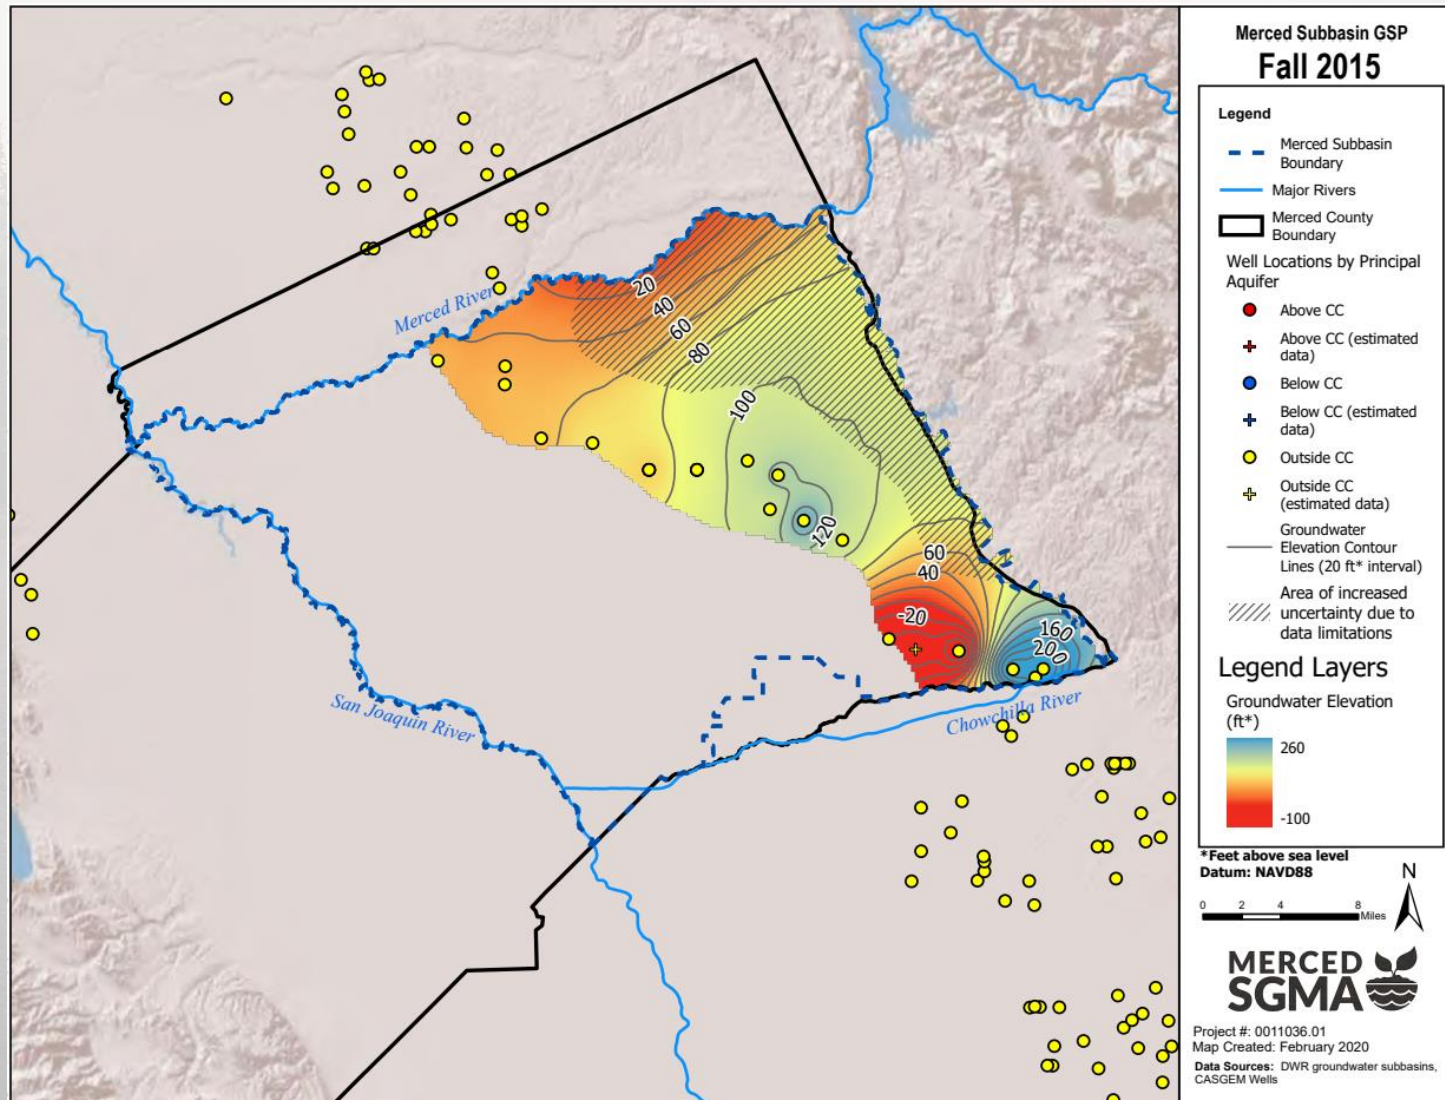 Merced Subbasin GSP
Fall 2015
Legend
Merced Subbasin
Boundary
Major Rivers
Merced County
Boundary
Well Locations by Principal
Aquifer
Above CC
Above CC (estimated
data)
Below CC
Below CC (estimated
data)
Outside CC
Outside CC
(estimated data)
Groundwater
Elevation Contour
Lines (20 ft* interval)
Area of increased
uncertainty due to
data limitations
Legend Layers
Groundwater Elevation
(ft*)
260
-100
*Feet above sea level
Datum: NAVD88
N
0 2 4 8
Miles
MERCED
SGMA
Project #: 0011036.01
Map Created: February 2020
Data Sources: DWR groundwater subbasins,
CASGEM Wells
Merced River
20
40
60
80
100
120
60
40
-20
160
200
San Joaquin River
Chowchilla River